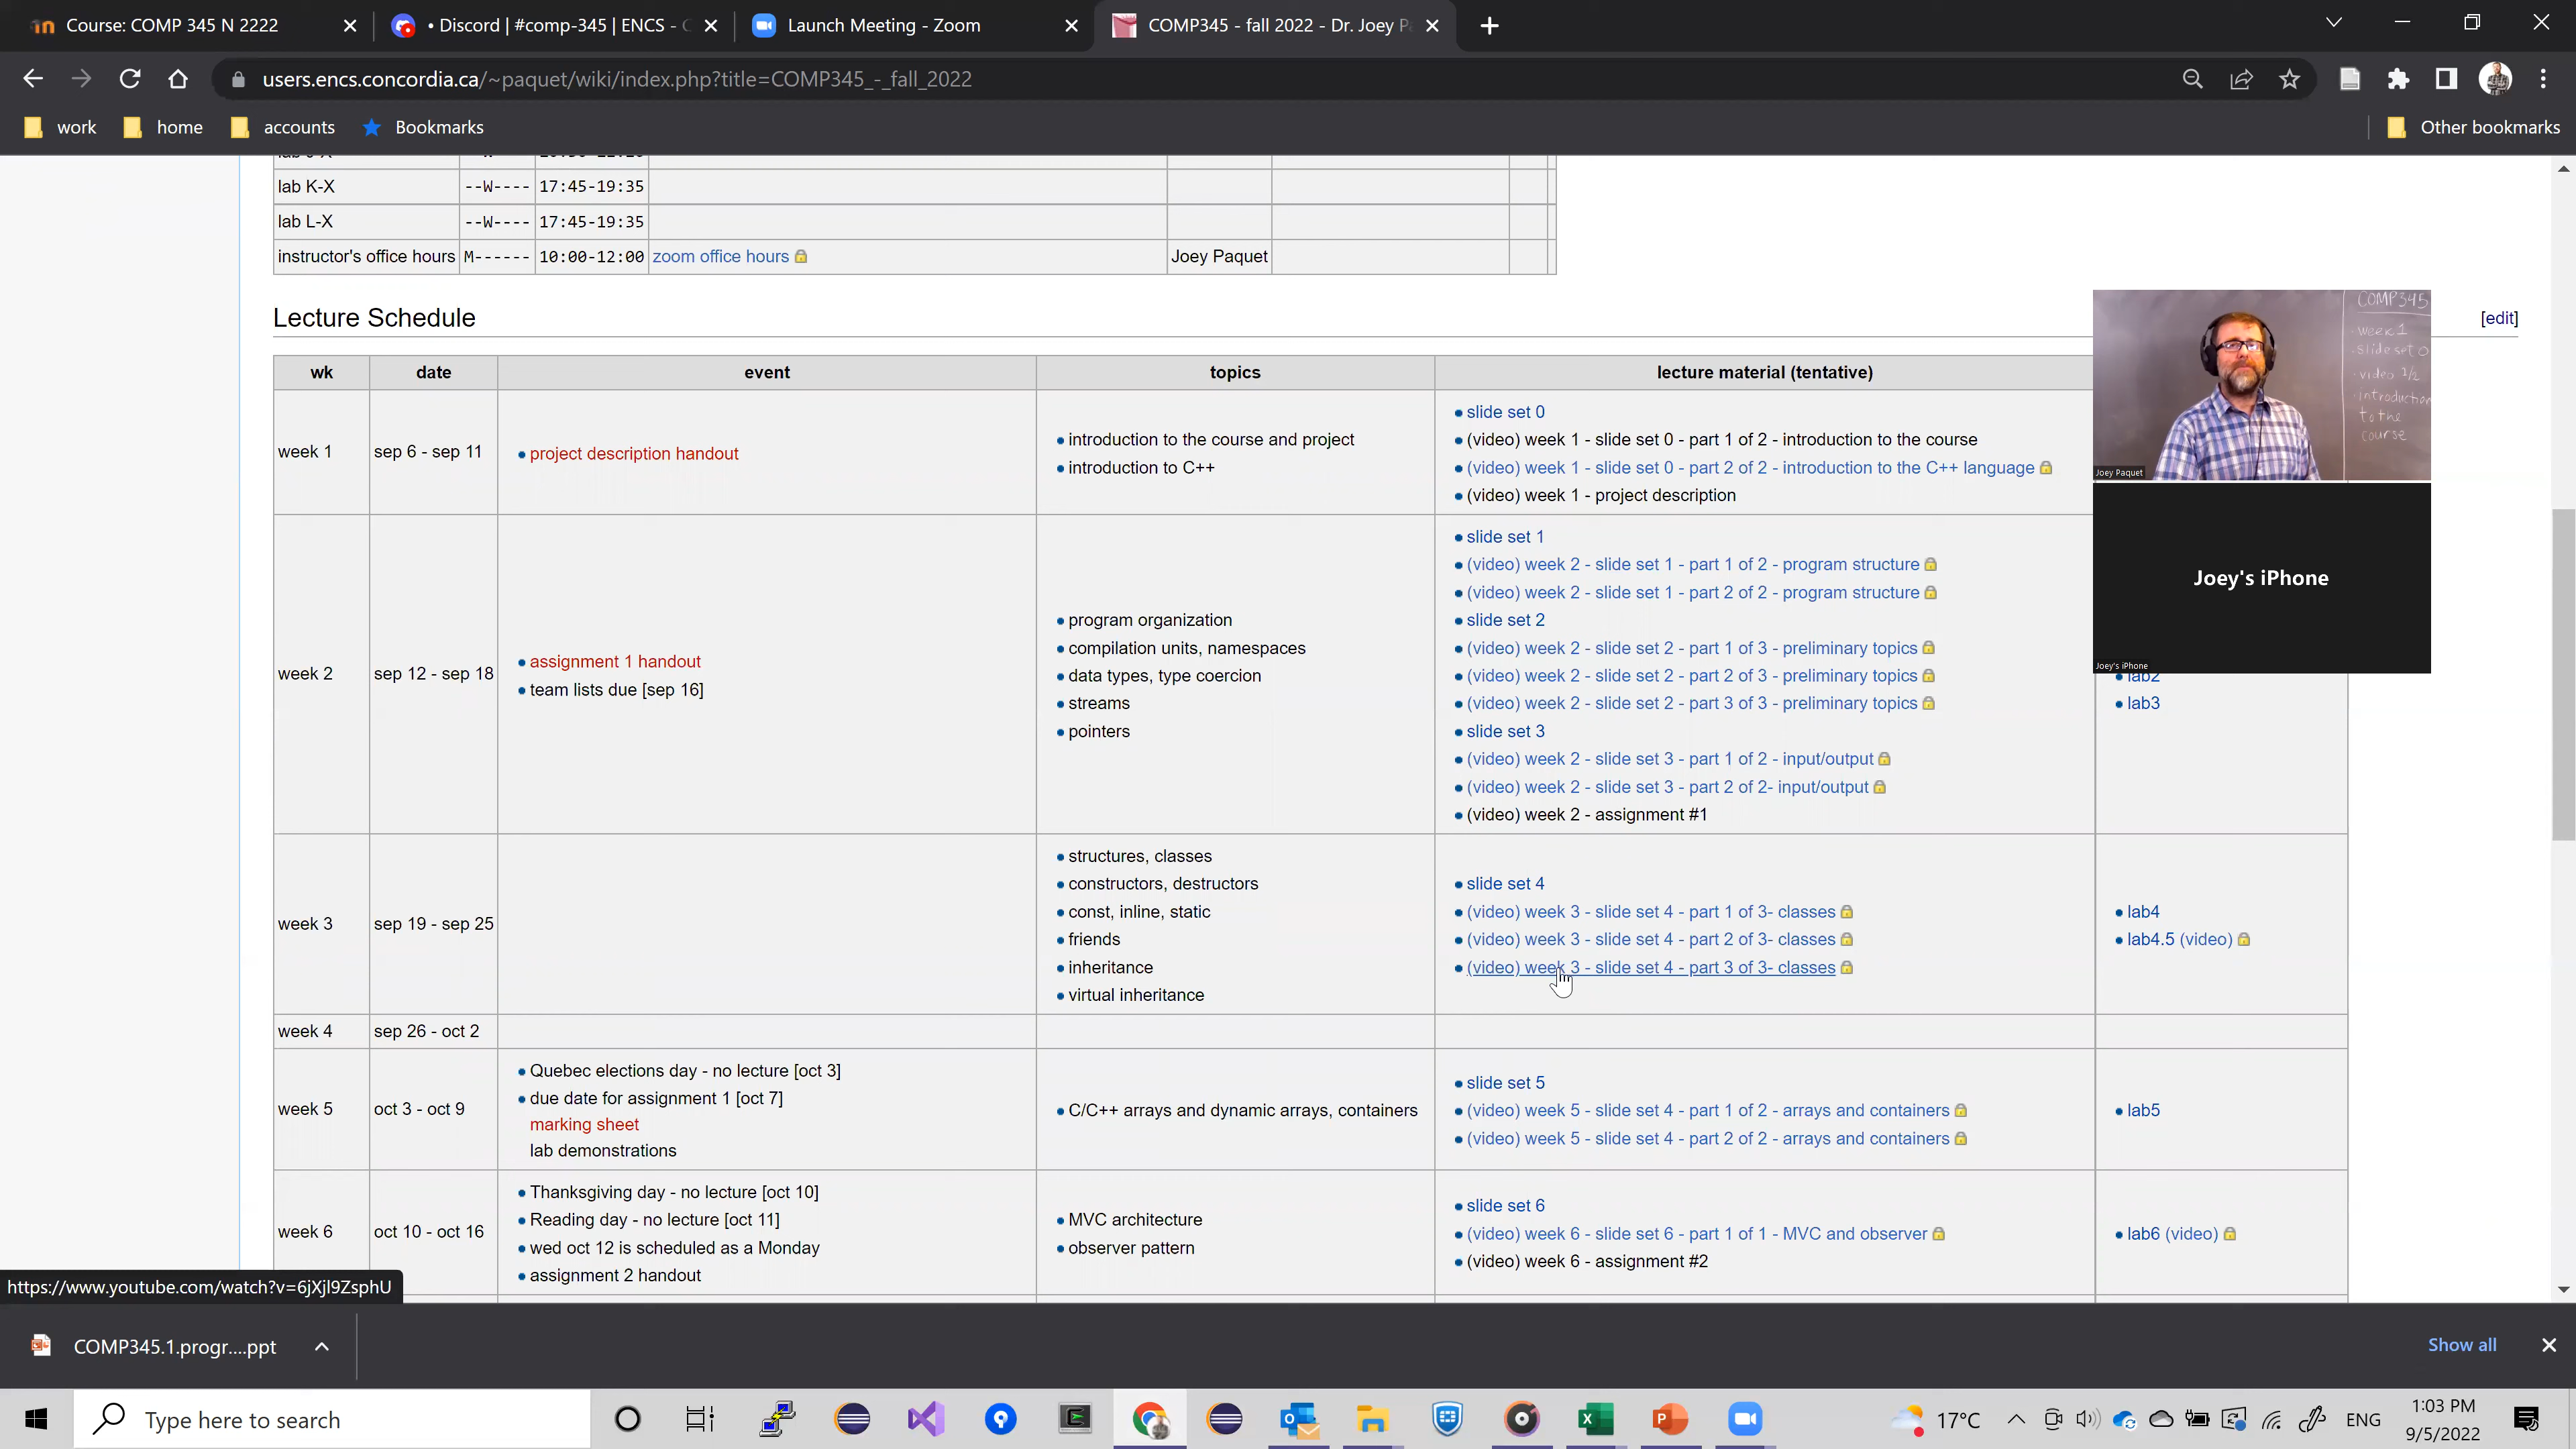 Course: COMP 345 N 2222
• Discord | #comp-345 | ENCS - C
Launch Meeting - Zoom
COMP345 - fall 2022 - Dr. Joey P
users.encs.concordia.ca/~paquet/wiki/index.php?title=COMP345_-_fall_2022
work
home
accounts
Bookmarks
Other bookmarks
lab K-X --W---- 17:45-19:35
lab L-X --W---- 17:45-19:35
instructor's office hours M------ 10:00-12:00 zoom office hours Joey Paquet
Lecture Schedule
[edit]
wk date event topics lecture material (tentative)
week 1
sep 6 - sep 11
• project description handout
• introduction to the course and project
• introduction to C++
• slide set 0
• (video) week 1 - slide set 0 - part 1 of 2 - introduction to the course
• (video) week 1 - slide set 0 - part 2 of 2 - introduction to the C++ language
• (video) week 1 - project description
week 2
sep 12 - sep 18
• assignment 1 handout
• team lists due [sep 16]
• program organization
• compilation units, namespaces
• data types, type coercion
• streams
• pointers
• slide set 1
• (video) week 2 - slide set 1 - part 1 of 2 - program structure
• (video) week 2 - slide set 1 - part 2 of 2 - program structure
• slide set 2
• (video) week 2 - slide set 2 - part 1 of 3 - preliminary topics
• (video) week 2 - slide set 2 - part 2 of 3 - preliminary topics
• (video) week 2 - slide set 2 - part 3 of 3 - preliminary topics
• slide set 3
• (video) week 2 - slide set 3 - part 1 of 2 - input/output
• (video) week 2 - slide set 3 - part 2 of 2- input/output
• (video) week 2 - assignment #1
• lab2
• lab3
week 3
sep 19 - sep 25
• structures, classes
• constructors, destructors
• const, inline, static
• friends
• inheritance
• virtual inheritance
• slide set 4
• (video) week 3 - slide set 4 - part 1 of 3- classes
• (video) week 3 - slide set 4 - part 2 of 3- classes
• (video) week 3 - slide set 4 - part 3 of 3- classes
• lab4
• lab4.5 (video)
week 4
sep 26 - oct 2
week 5
oct 3 - oct 9
• Quebec elections day - no lecture [oct 3]
• due date for assignment 1 [oct 7]
marking sheet
lab demonstrations
• C/C++ arrays and dynamic arrays, containers
• slide set 5
• (video) week 5 - slide set 4 - part 1 of 2 - arrays and containers
• (video) week 5 - slide set 4 - part 2 of 2 - arrays and containers
• lab5
week 6
oct 10 - oct 16
• Thanksgiving day - no lecture [oct 10]
• Reading day - no lecture [oct 11]
• wed oct 12 is scheduled as a Monday
• assignment 2 handout
• MVC architecture
• observer pattern
• slide set 6
• (video) week 6 - slide set 6 - part 1 of 1 - MVC and observer
• (video) week 6 - assignment #2
• lab6 (video)
COMP345
• week 1
• slide set 0
• video 1/2
• introduction
to the
course
Joey Paquet
Joey's iPhone
Joey's iPhone
https://www.youtube.com/watch?v=6jXjl9ZsphU
COMP345.1.progr....ppt
Show all
Type here to search
17°C
ENG
1:03 PM
9/5/2022